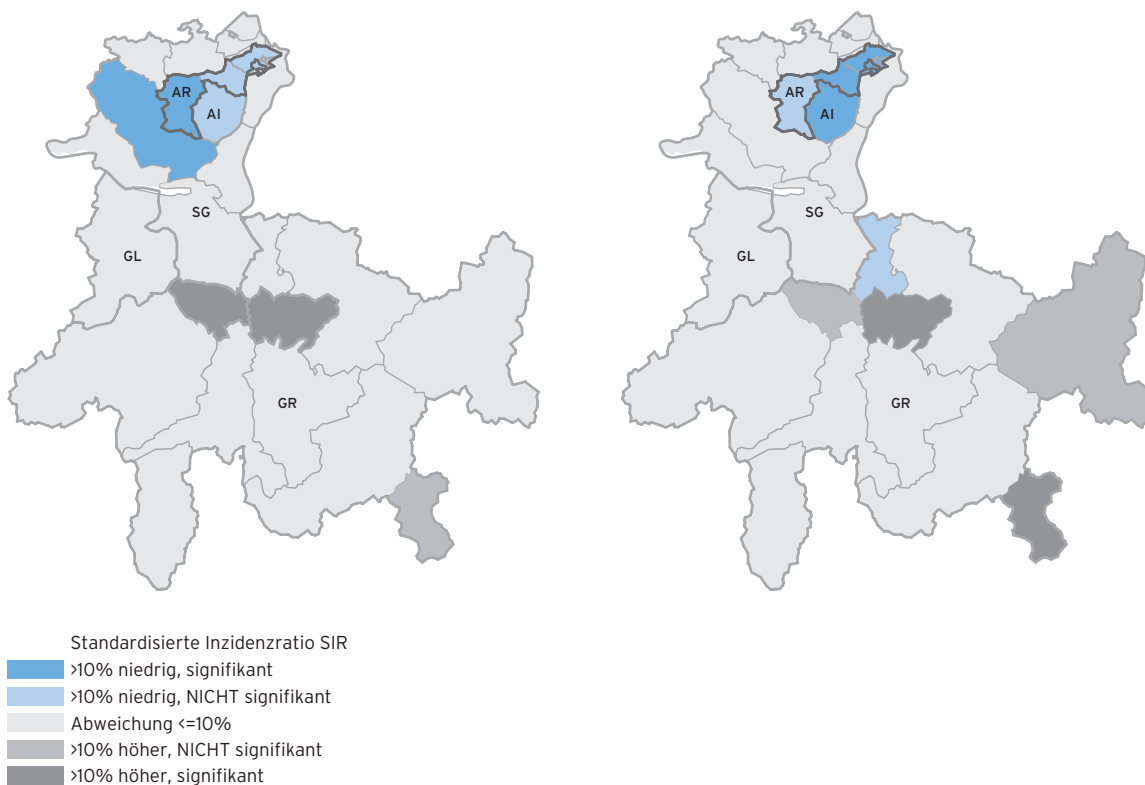 AR
AI
SG
GL
GR
AR
AI
SG
GL
GR
Standardisierte Inzidenzratio SIR
>10% niedrig, signifikant
>10% niedrig, NICHT signifikant
Abweichung <=10%
>10% höher, NICHT signifikant
>10% höher, signifikant